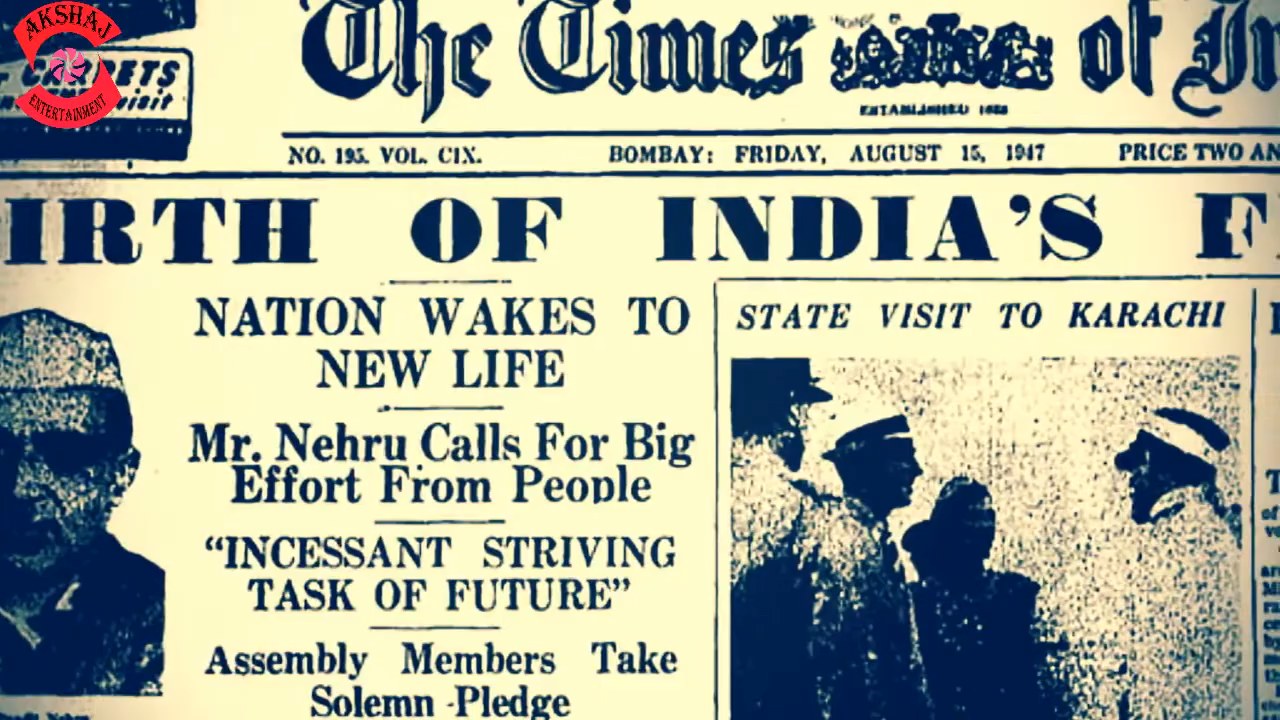 AKSHAJ
ENTERTAINMENT
The Times of In
ESTABLISHED 1838
NO. 195. VOL. CIX.
BOMBAY: FRIDAY, AUGUST 15, 1947
PRICE TWO AN
IRTH OF INDIA'S F
NATION WAKES TO
NEW LIFE
Mr. Nehru Calls For Big
Effort From People
"INCESSANT STRIVING
TASK OF FUTURE"
Assembly Members Take
Solemn Pledge
STATE VISIT TO KARACHI